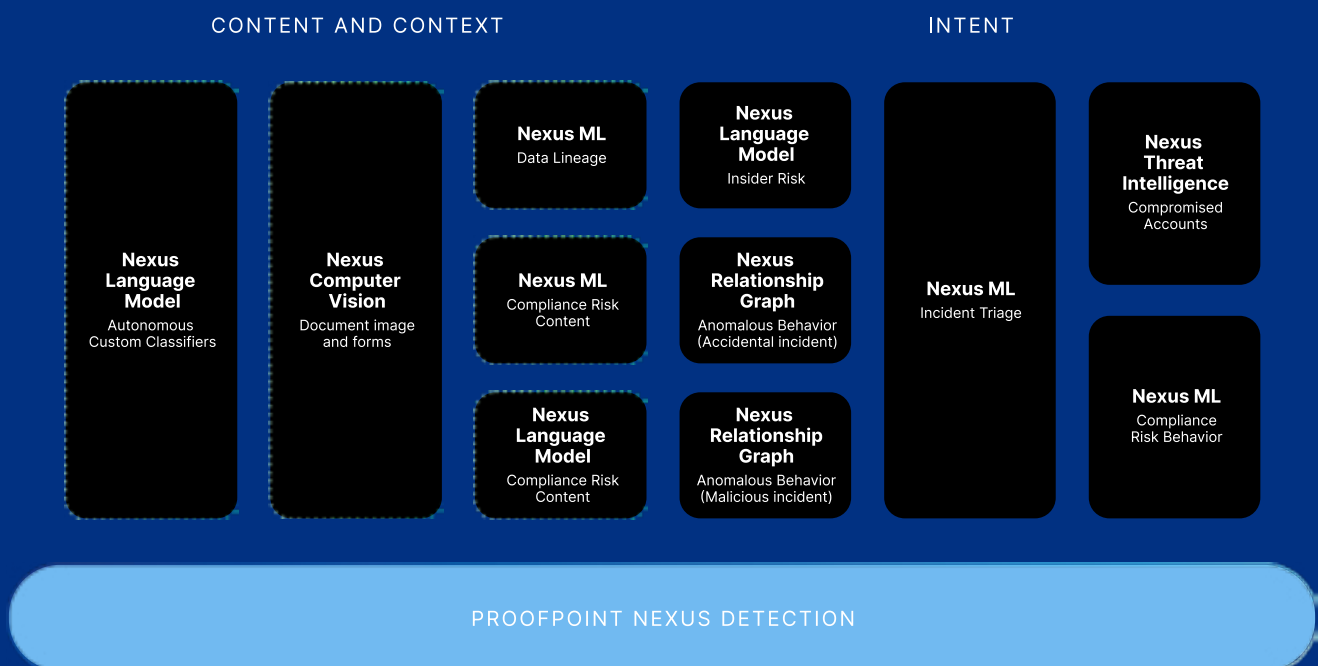 CONTENT AND CONTEXT
INTENT
Nexus
Language
Model
Autonomous
Custom Classifiers
Nexus
Computer
Vision
Document image
and forms
Nexus ML
Data Lineage
Nexus ML
Compliance Risk
Content
Nexus
Language
Model
Compliance Risk
Content
Nexus
Language
Model
Insider Risk
Nexus
Relationship
Graph
Anomalous Behavior
(Accidental incident)
Nexus
Relationship
Graph
Anomalous Behavior
(Malicious incident)
Nexus ML
Incident Triage
Nexus
Threat
Intelligence
Compromised
Accounts
Nexus ML
Compliance
Risk Behavior
PROOFPOINT NEXUS DETECTION